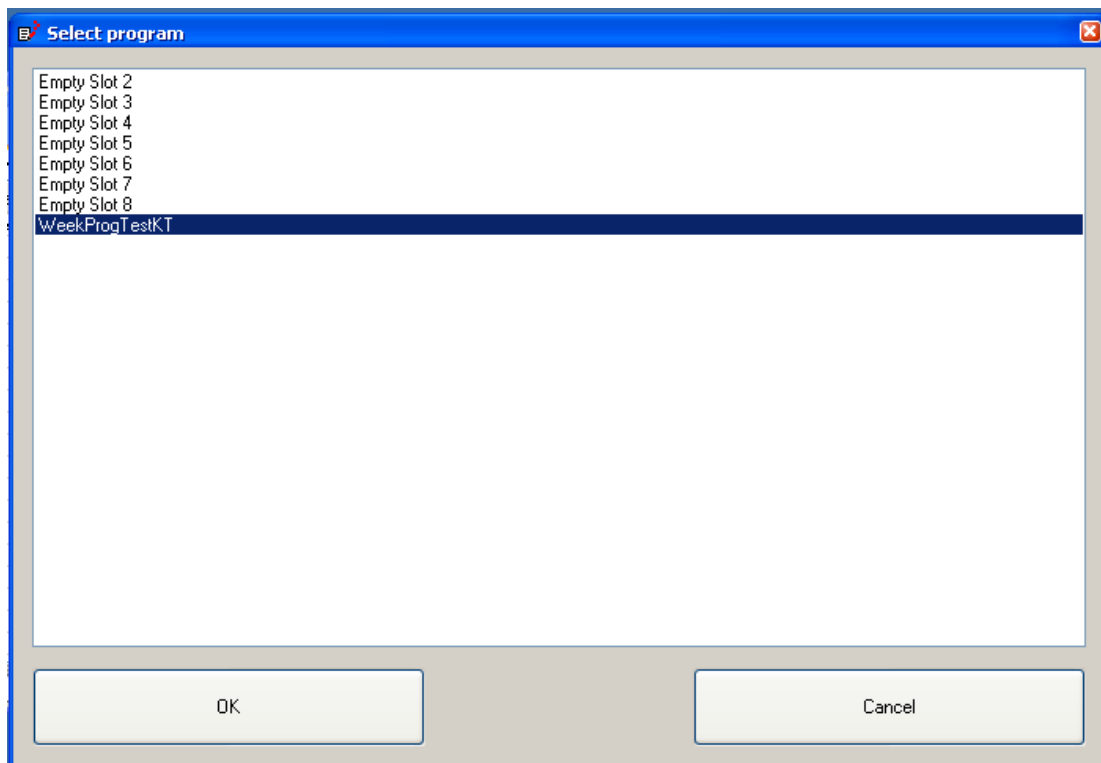 Select program
Empty Slot 2
Empty Slot 3
Empty Slot 4
Empty Slot 5
Empty Slot 6
Empty Slot 7
Empty Slot 8
WeekProgTestKT
OK
Cancel